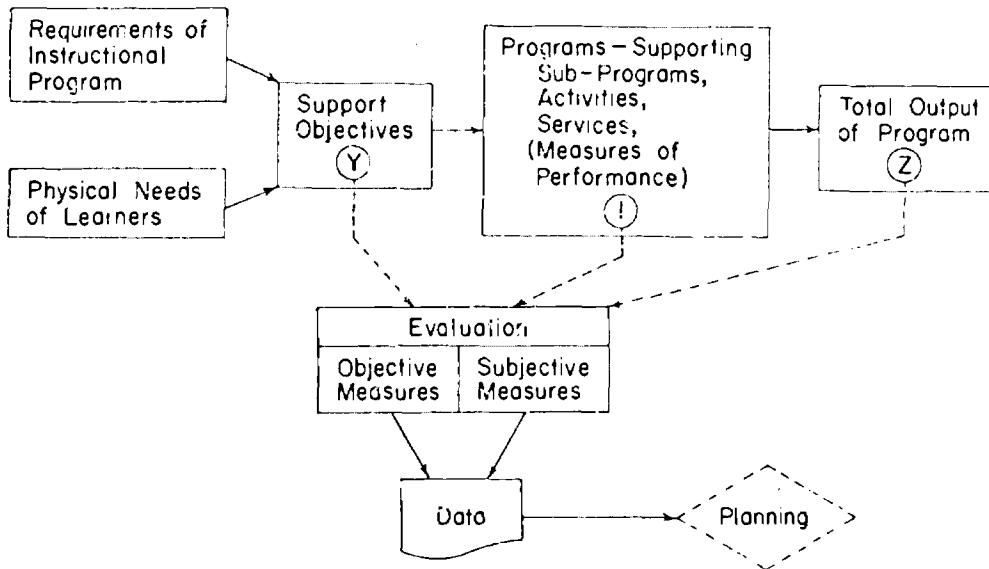 Requirements of
Instructional
Program
Physical Needs
of Learners
Support
Objectives
Y
Programs – Supporting
Sub-Programs,
Activities,
Services,
(Measures of
Performance)
1
Total Output
of Program
Z
Evaluation
Objective
Measures
Subjective
Measures
Data
Planning